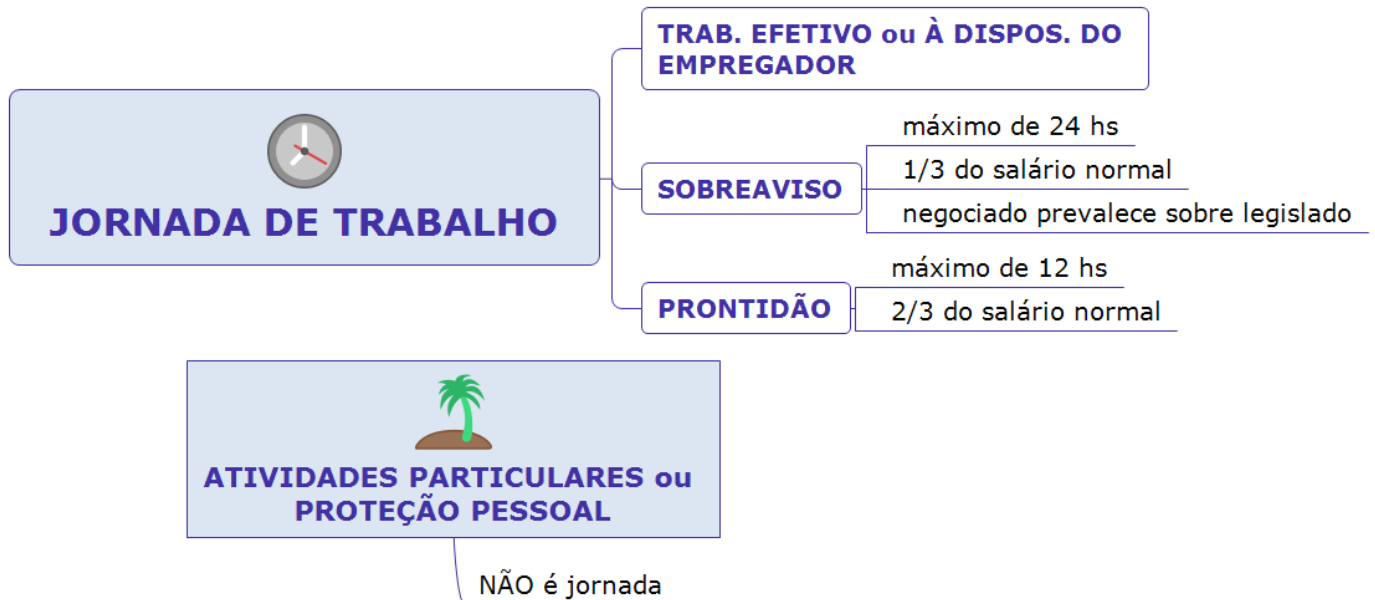 TRAB. EFETIVO ou À DISPOS. DO
EMPREGADOR
JORNADA DE TRABALHO
SOBREAVISO
máximo de 24 hs
1/3 do salário normal
negociado prevalece sobre legislado
PRONTIDÃO
máximo de 12 hs
2/3 do salário normal
ATIVIDADES PARTICULARES ou
PROTEÇÃO PESSOAL
NÃO é jornada